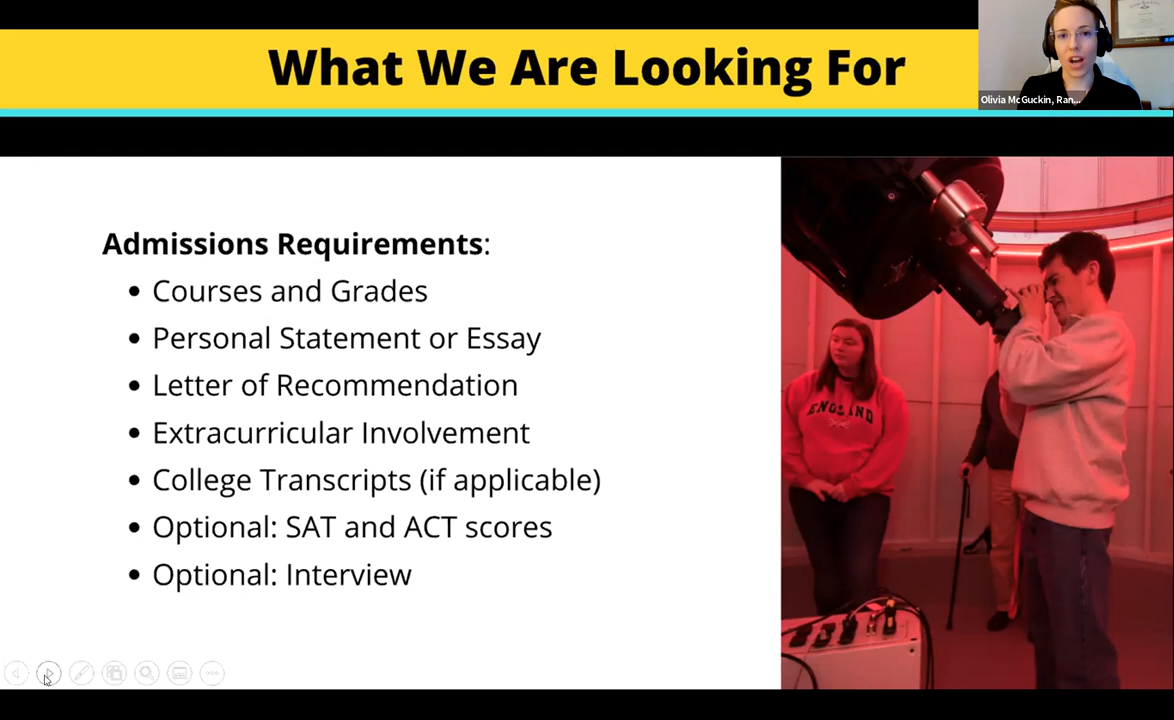 What We Are Looking For
Olivia McGuckin, Ran...
Admissions Requirements:
• Courses and Grades
• Personal Statement or Essay
• Letter of Recommendation
• Extracurricular Involvement
• College Transcripts (if applicable)
• Optional: SAT and ACT scores
• Optional: Interview
ENGLAND